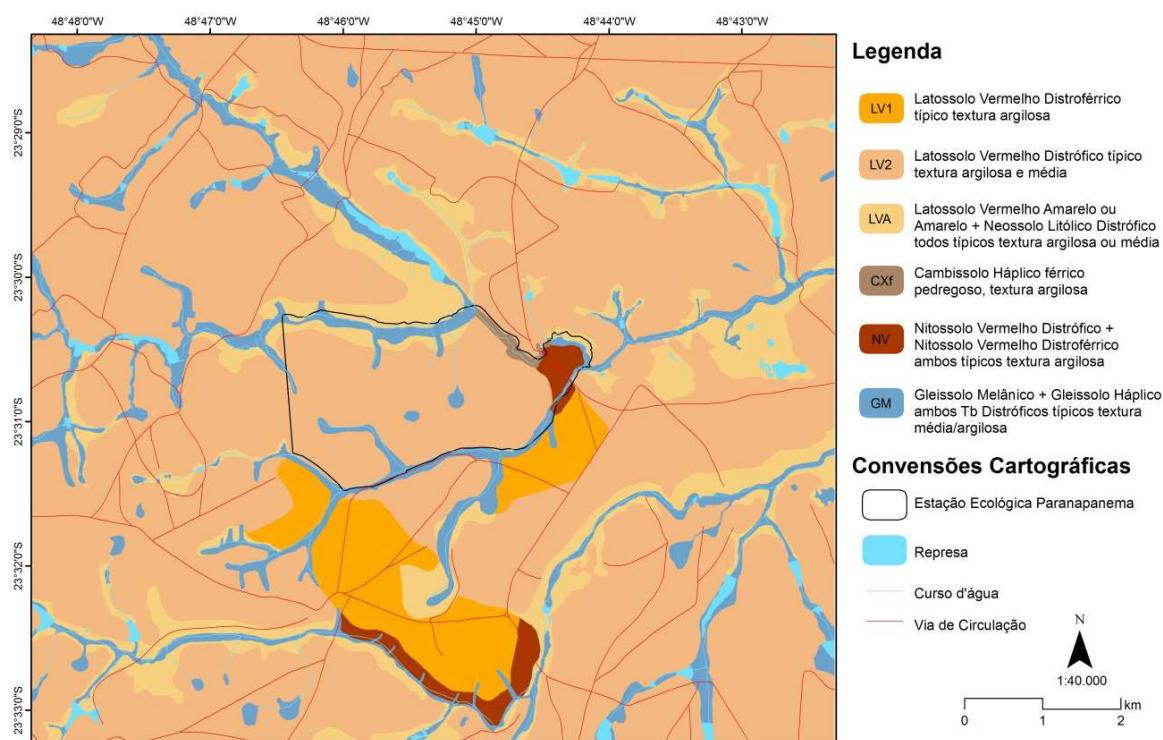 48°48'0"W
48°47'0"W
48°46'0"W
48°45'0"W
48°44'0"W
48°43'0"W
23°29'0"S
23°30'0"S
23°31'0"S
23°32'0"S
23°33'0"S
Legenda
LV1
Latossolo Vermelho Distroférrico
típico textura argilosa
LV2
Latossolo Vermelho Distrófico típico
textura argilosa e média
LVA
Latossolo Vermelho Amarelo ou
Amarelo + Neossolo Litólico Distrófico
todos típicos textura argilosa ou média
CXf
Cambissolo Háplico férrico
pedregoso, textura argilosa
NV
Nitossolo Vermelho Distrófico +
Nitossolo Vermelho Distroférrico
ambos típicos textura argilosa
GM
Gleissolo Melânico + Gleissolo Háplico
ambos Tb Distróficos típicos textura
média/argilosa
Convensões Cartográficas
Estação Ecológica Paranapanema
Represa
Curso d'água
Via de Circulação
N
1:40.000
km
0 1 2